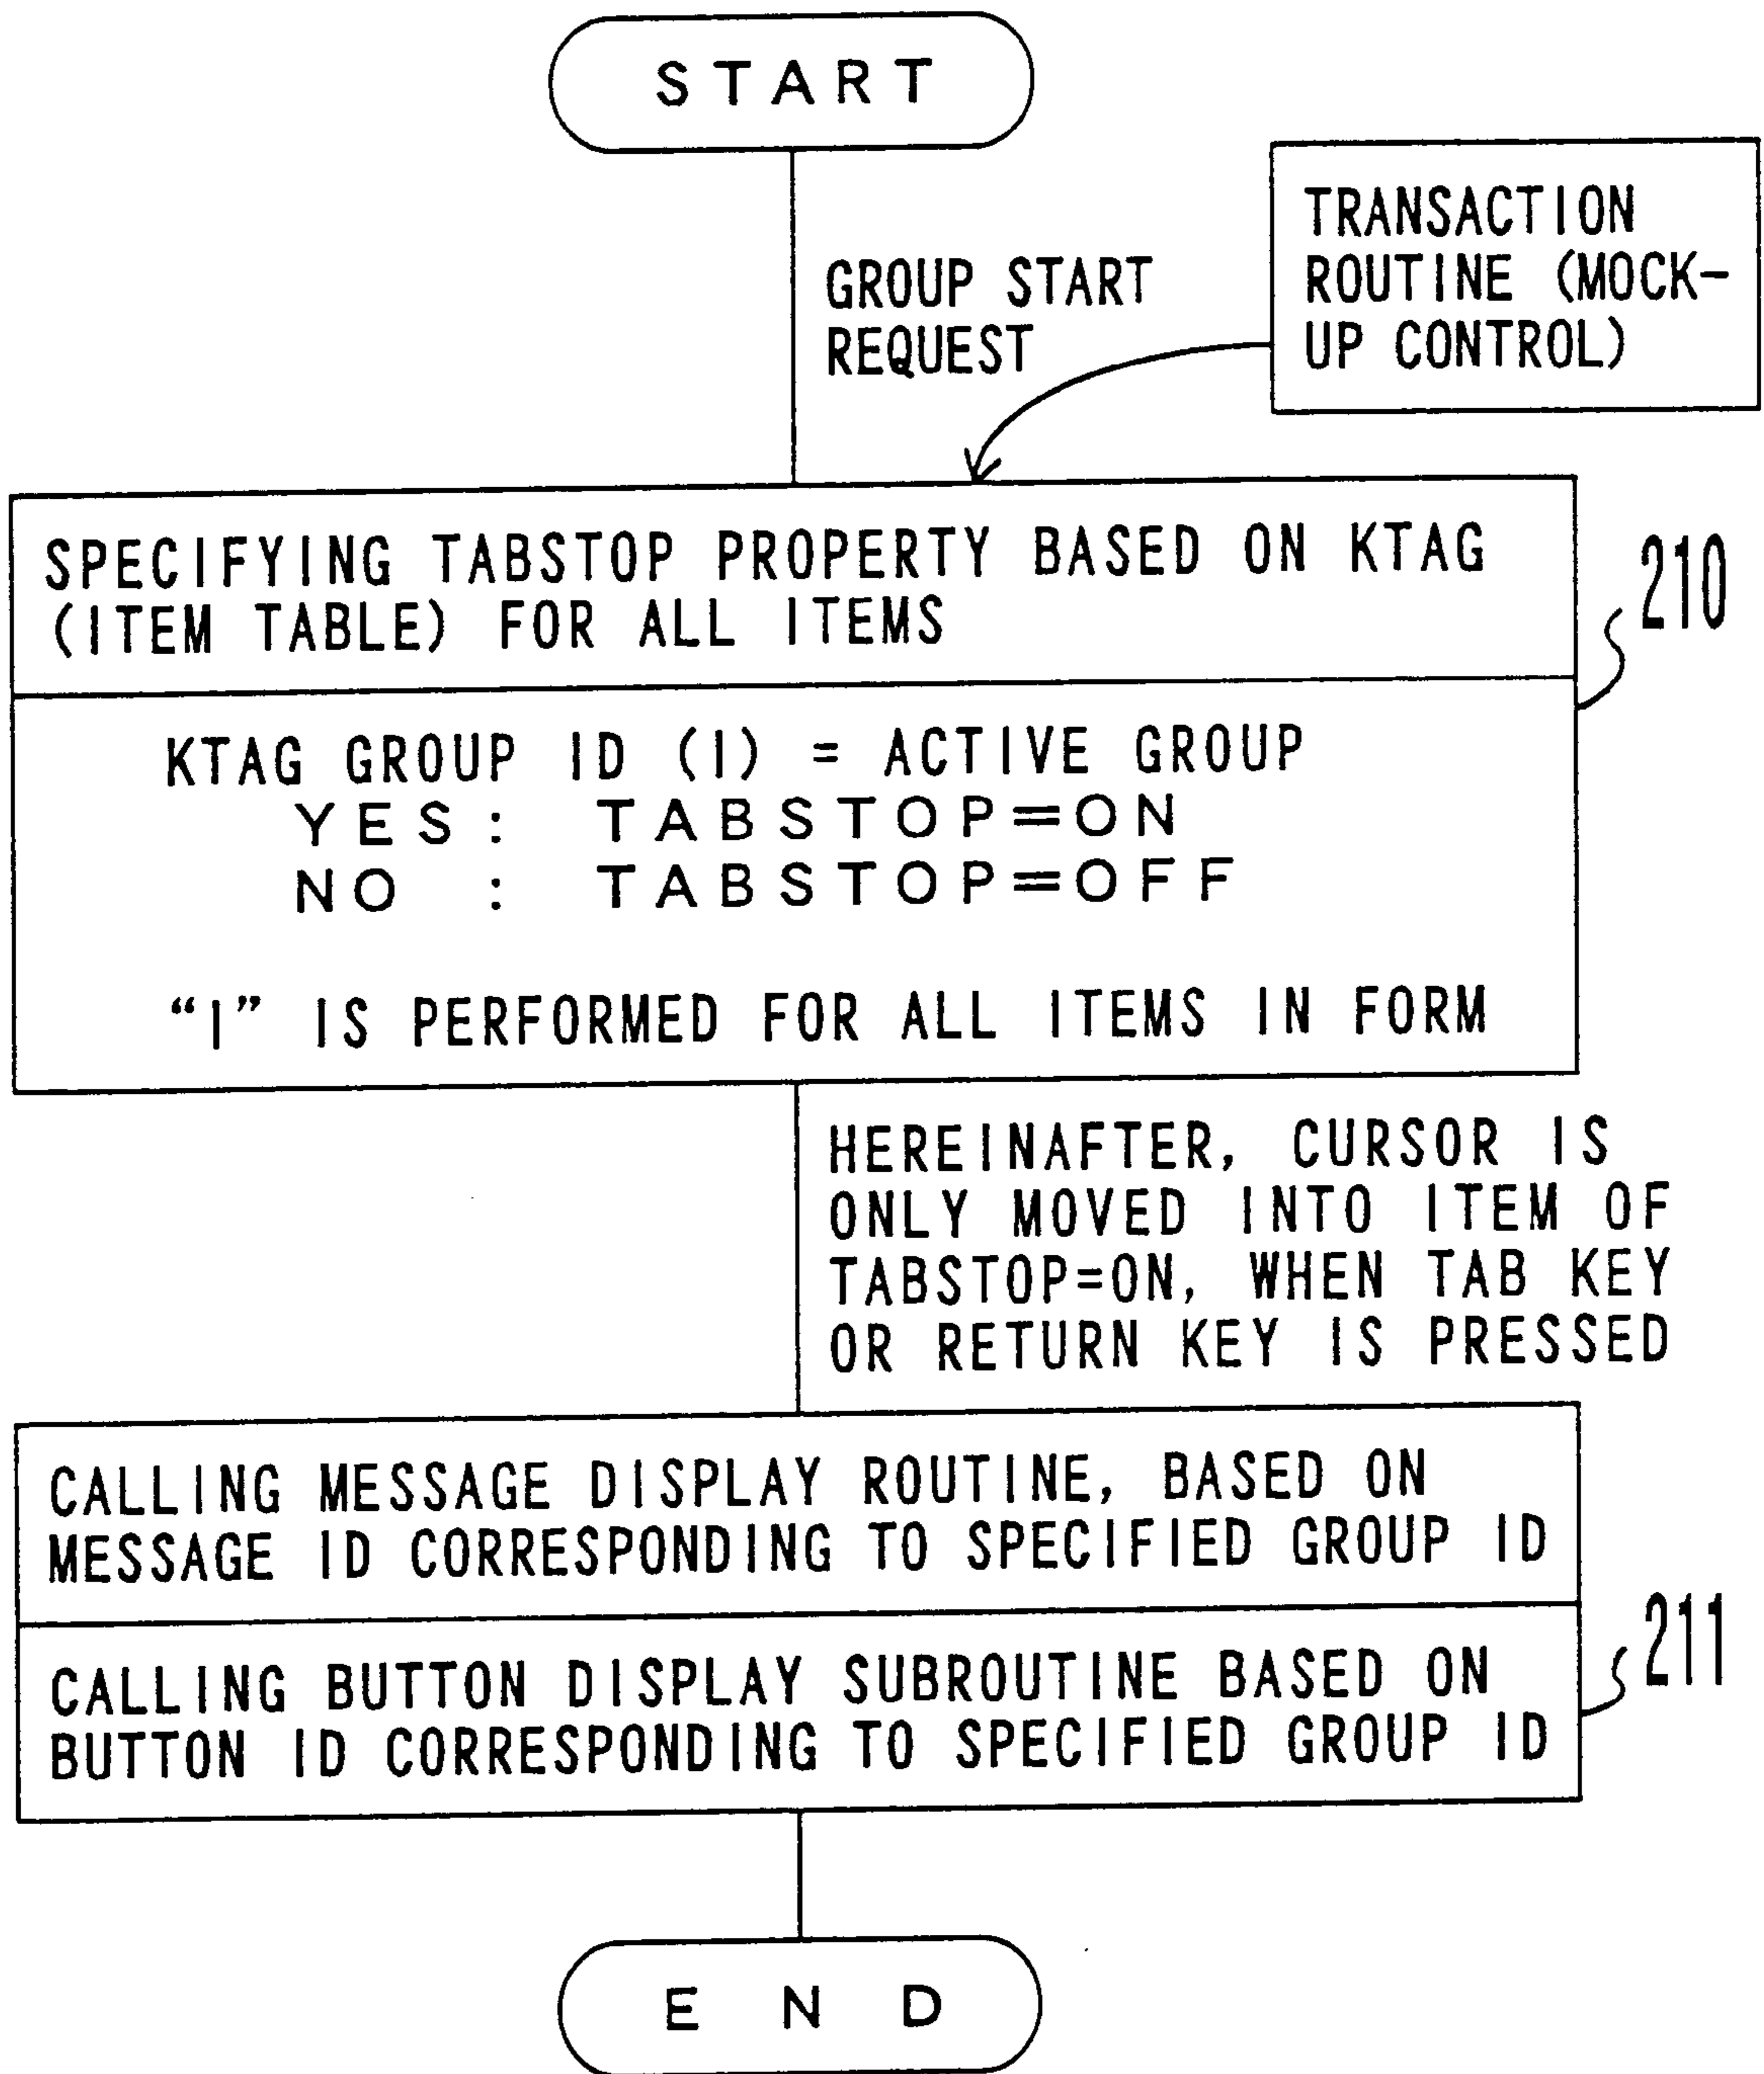 START
GROUP START
REQUEST
TRANSACTION
ROUTINE (MOCK-
UP CONTROL)
SPECIFYING TABSTOP PROPERTY BASED ON KTAG
(ITEM TABLE) FOR ALL ITEMS
210
KTAG GROUP ID (I) = ACTIVE GROUP
YES: TABSTOP=ON
NO : TABSTOP=OFF
“I” IS PERFORMED FOR ALL ITEMS IN FORM
HEREINAFTER, CURSOR IS
ONLY MOVED INTO ITEM OF
TABSTOP=ON, WHEN TAB KEY
OR RETURN KEY IS PRESSED
CALLING MESSAGE DISPLAY ROUTINE, BASED ON
MESSAGE ID CORRESPONDING TO SPECIFIED GROUP ID
211
CALLING BUTTON DISPLAY SUBROUTINE BASED ON
BUTTON ID CORRESPONDING TO SPECIFIED GROUP ID
END